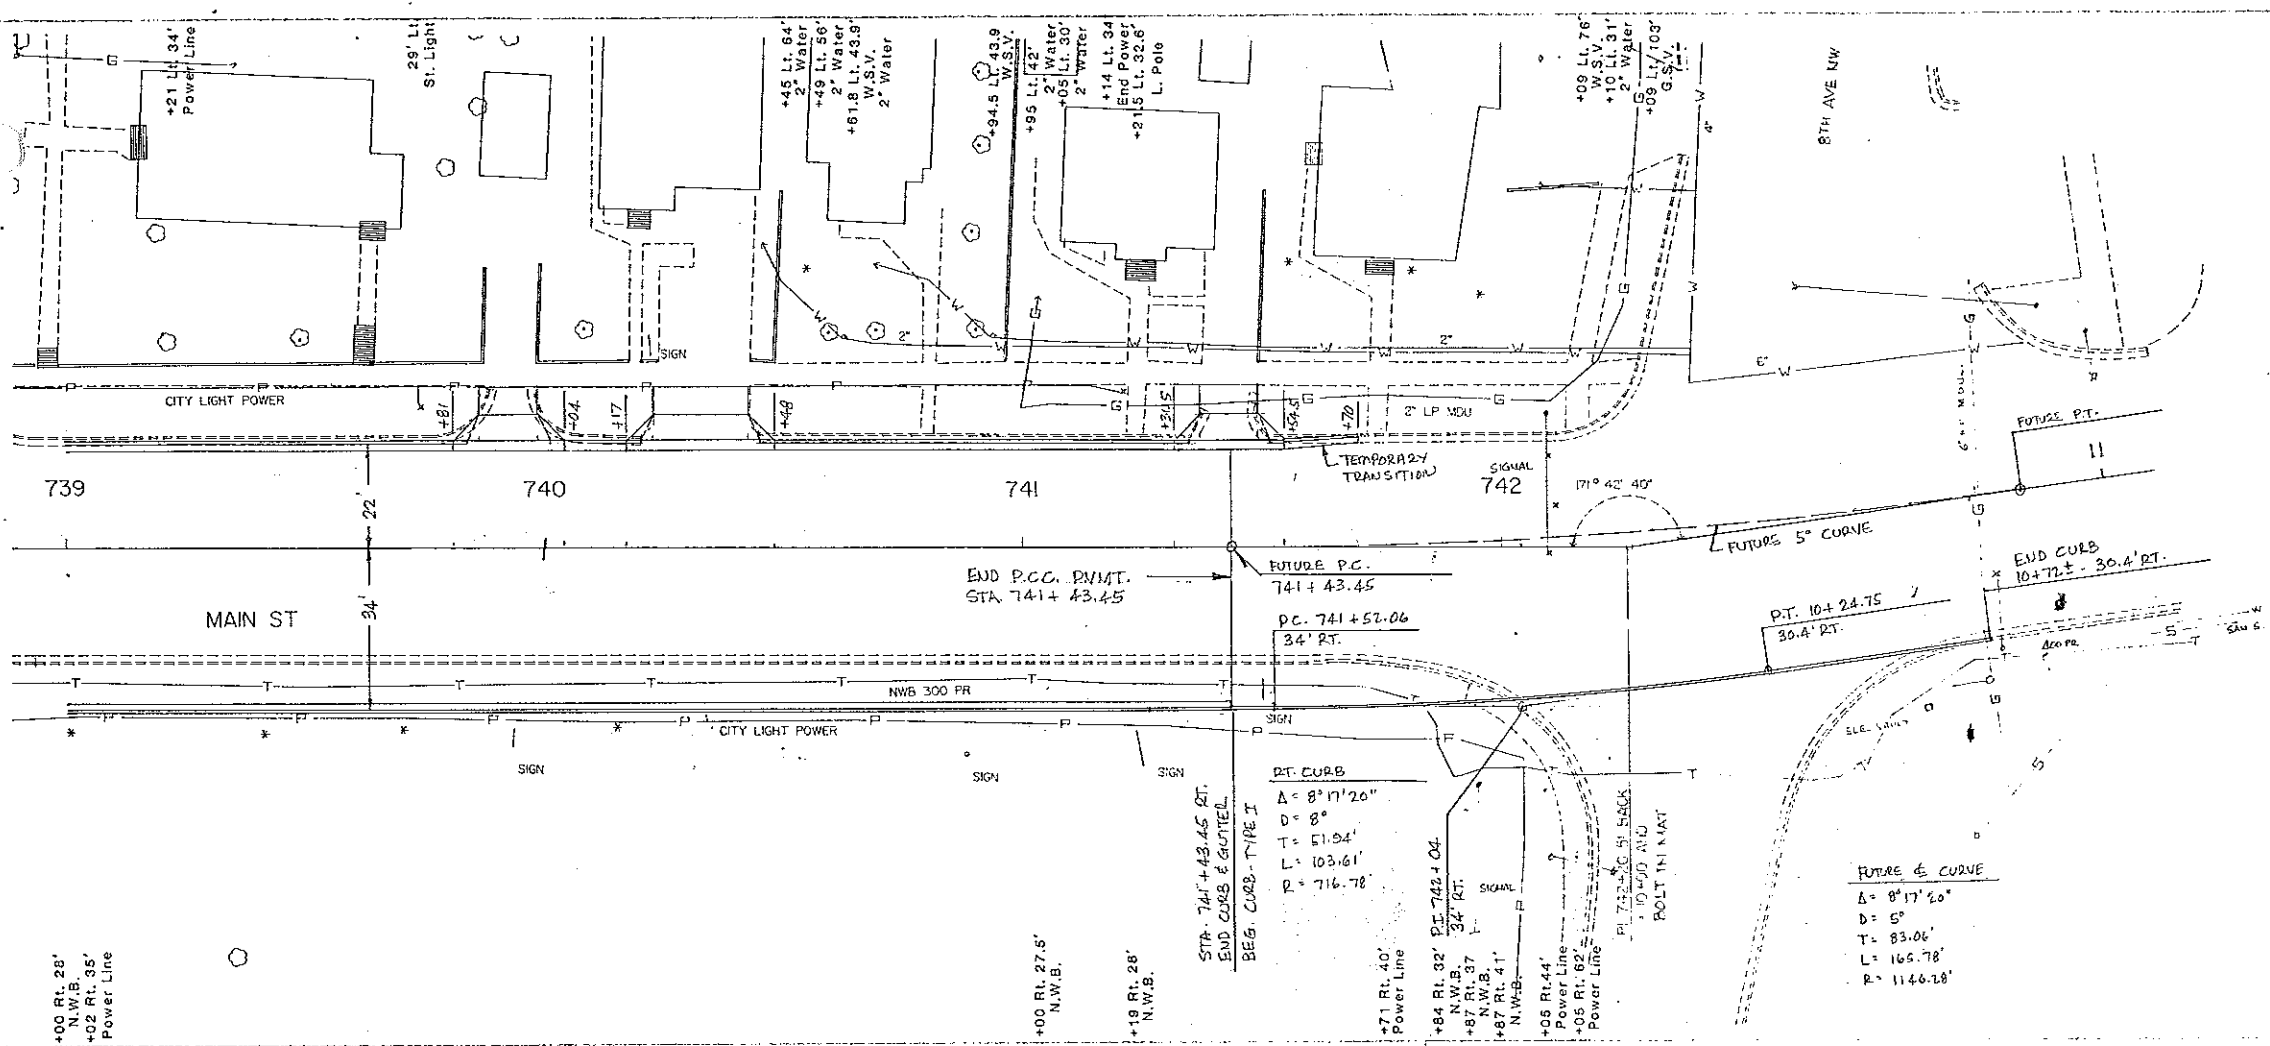 +21 Lt. 34'
Power Line
29' Lt
St. Light
+45 Lt. 64'
2" Water
+49 Lt. 56'
2" Water
+61.8 Lt. 43.9'
W.S.V.
2" Water
+94.5 Lt. 43.9
W.S.V.
+95 Lt. 42'
2" Water
+05 Lt. 30'
2" Water
+14 Lt. 34
End Power
+21.5 Lt. 32.6'
L. Pole
+09 Lt. 76'
W.S.V.
+10 Lt. 31'
2" Water
+09 Lt/103'
G.S.V.
8TH AVE NW
4"
G
W
SIGN
2"
2"
6"
CITY LIGHT POWER
+81
+04
+17
+48
+31.5
+54.5
+70
2" LP MDU
TEMPORARY
TRANSITION
SIGNAL
FUTURE P.T.
11
739
740
741
742
171° 42' 40"
22'
34'
FUTURE 5° CURVE
END P.C.C. PVMT.
STA. 741 + 43.45
FUTURE P.C.
741 + 43.45
END CURB
10+72± - 30.4' RT.
MAIN ST
P.C. 741 + 52.06
34' RT.
P.T. 10+24.75
30.4' RT.
400 PR.
S
T
NWB 300 PR
CITY LIGHT POWER
SIGN
SIGN
SIGN
SIGN
STA. 741 + 43.45 RT.
END CURB & GUTTER
BEG. CURB - TYPE I
RT. CURB
Δ = 8° 17' 20"
D = 8°
T = 51.94'
L = 103.61'
R = 716.78'
P.I. 742 + 04
34' RT.
SIGNAL
BOLT IN MAT
FUTURE ℄ CURVE
Δ = 8° 17' 20"
D = 5°
T = 83.06'
L = 165.78'
R = 1146.28'
+00 Rt. 28'
N.W.B.
+02 Rt. 35'
Power Line
+00 Rt. 27.5'
N.W.B.
+19 Rt. 28'
N.W.B.
+71 Rt. 40'
Power Line
+84 Rt. 32'
N.W.B.
+87 Rt. 37
N.W.B.
+87 Rt. 41'
N.W.B.
+05 Rt.44'
Power Line
+05 Rt. 62'
Power Line